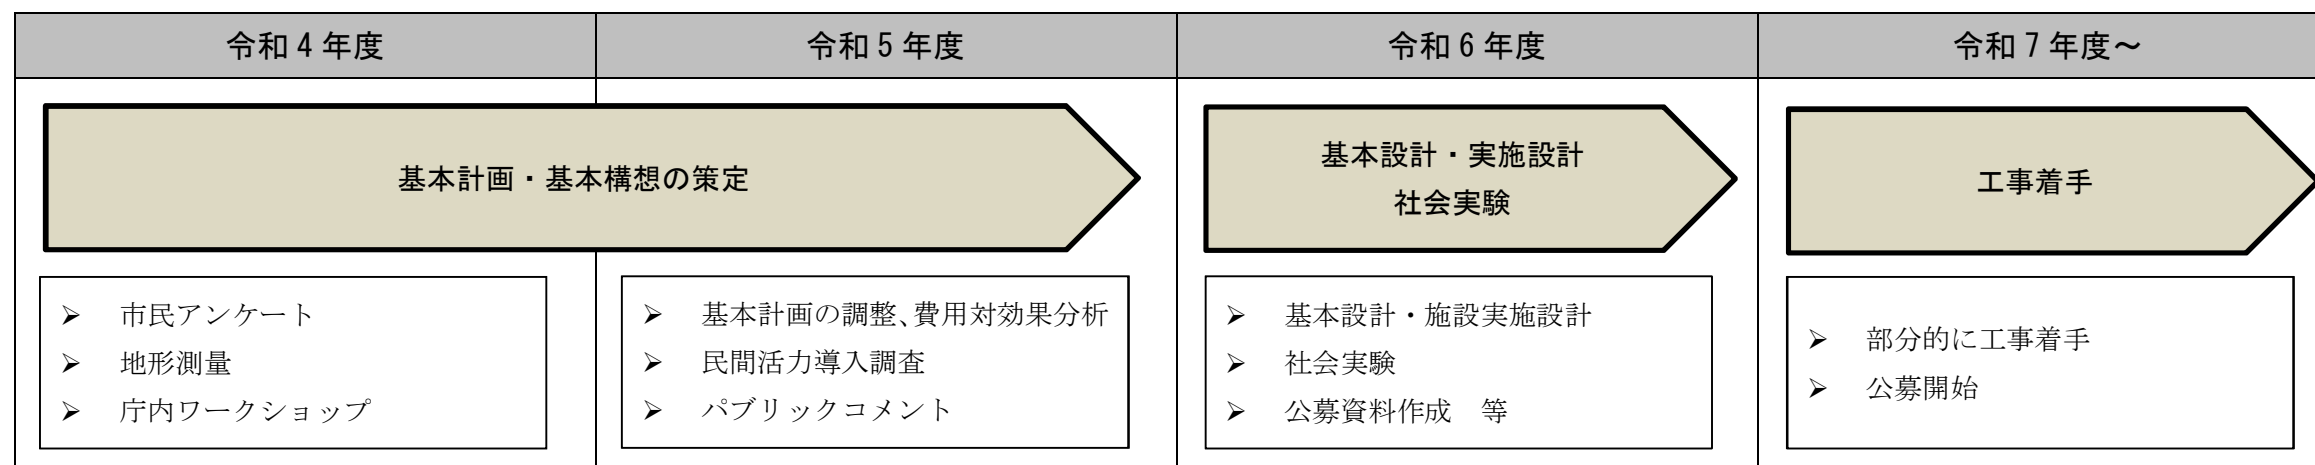 令和４年度
令和５年度
令和６年度
令和７年度～
基本計画・基本構想の策定
基本設計・実施設計
社会実験
工事着手
➢ 市民アンケート
➢ 地形測量
➢ 庁内ワークショップ
➢ 基本計画の調整、費用対効果分析
➢ 民間活力導入調査
➢ パブリックコメント
➢ 基本設計・施設実施設計
➢ 社会実験
➢ 公募資料作成　等
➢ 部分的に工事着手
➢ 公募開始